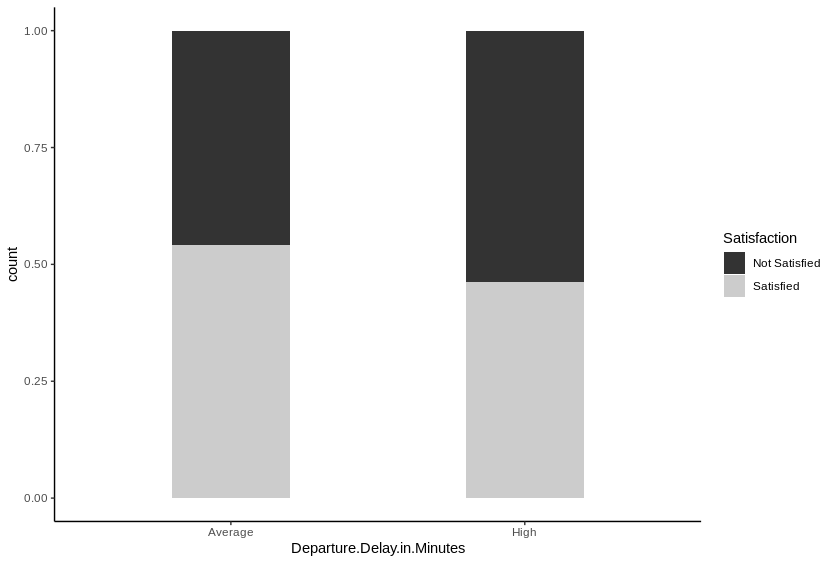 1.00
0.75
0.50
0.25
0.00
count
Average
High
Departure.Delay.in.Minutes
Satisfaction
Not Satisfied
Satisfied